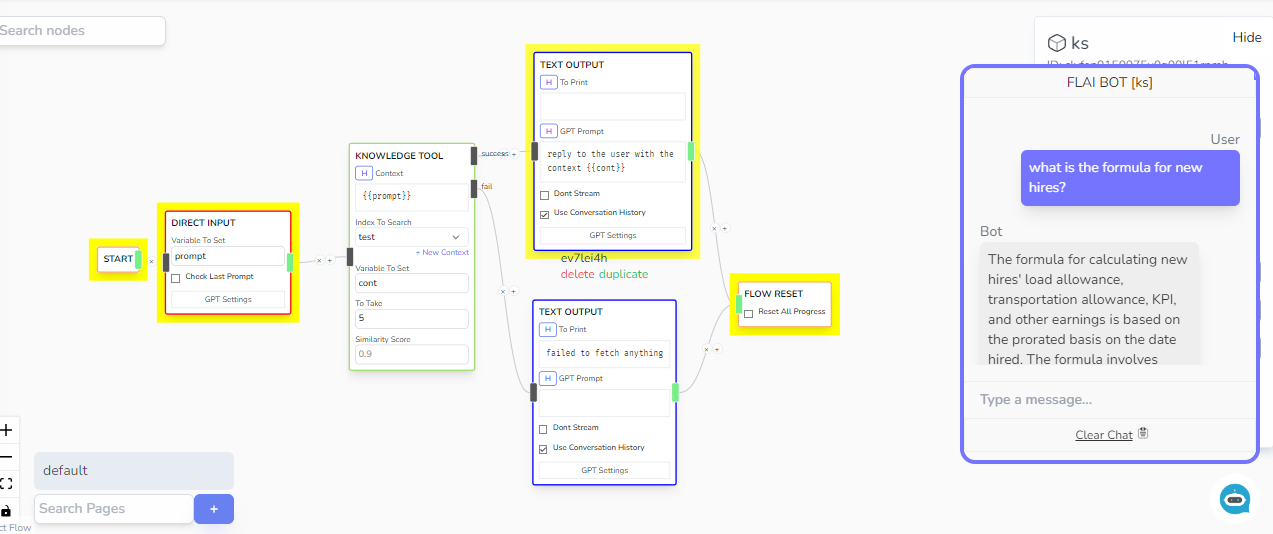 Search nodes
START
DIRECT INPUT
Variable To Set
prompt
Check Last Prompt
GPT Settings
KNOWLEDGE TOOL
H Context
{{prompt}}
Index To Search
test
+ New Context
Variable To Set
cont
To Take
5
Similarity Score
0.9
success
fail
TEXT OUTPUT
H To Print
H GPT Prompt
reply to the user with the
context {{cont}}
Dont Stream
Use Conversation History
GPT Settings
ev7lei4h
delete duplicate
TEXT OUTPUT
H To Print
failed to fetch anything
H GPT Prompt
Dont Stream
Use Conversation History
GPT Settings
FLOW RESET
Reset All Progress
ks
Hide
FLAI BOT [ks]
User
what is the formula for new
hires?
Bot
The formula for calculating new
hires' load allowance,
transportation allowance, KPI,
and other earnings is based on
the prorated basis on the date
hired. The formula involves
Type a message...
Clear Chat
default
Search Pages
+
ct Flow